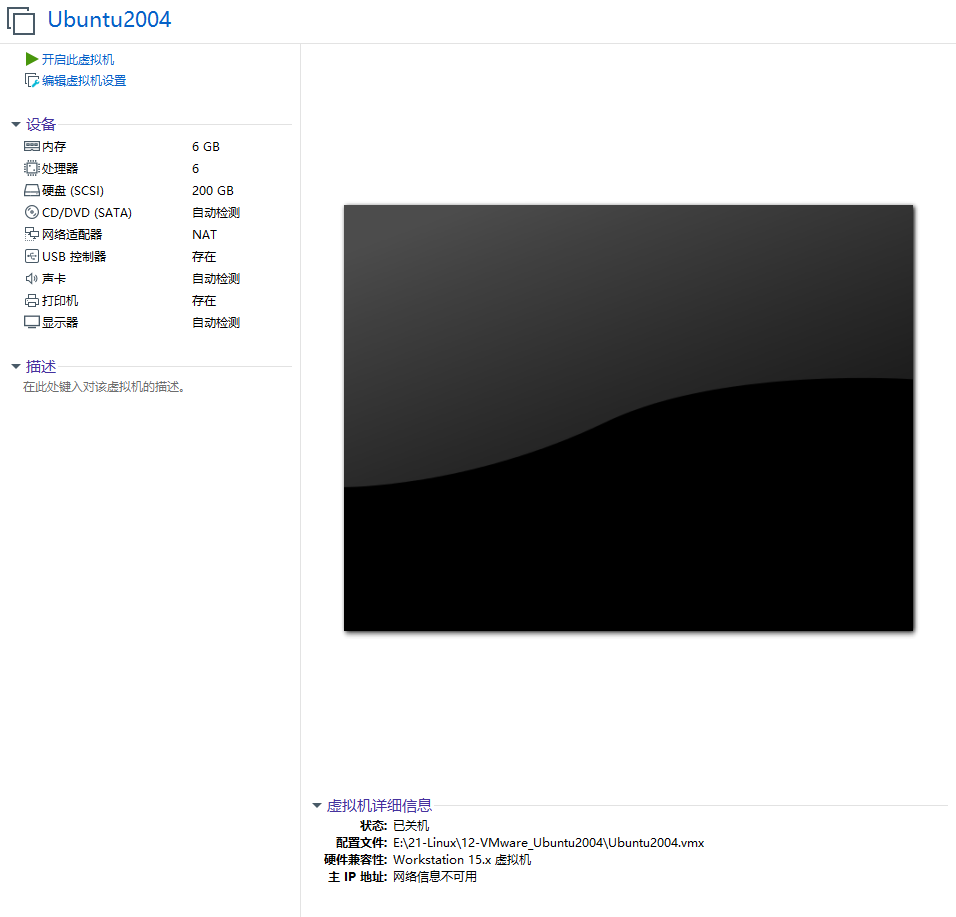 Ubuntu2004
开启此虚拟机
编辑虚拟机设置
设备
内存 6 GB
处理器 6
硬盘 (SCSI) 200 GB
CD/DVD (SATA) 自动检测
网络适配器 NAT
USB 控制器 存在
声卡 自动检测
打印机 存在
显示器 自动检测
描述
在此处键入对该虚拟机的描述。
虚拟机详细信息
状态: 已关机
配置文件: E:\21-Linux\12-VMware_Ubuntu2004\Ubuntu2004.vmx
硬件兼容性: Workstation 15.x 虚拟机
主 IP 地址: 网络信息不可用